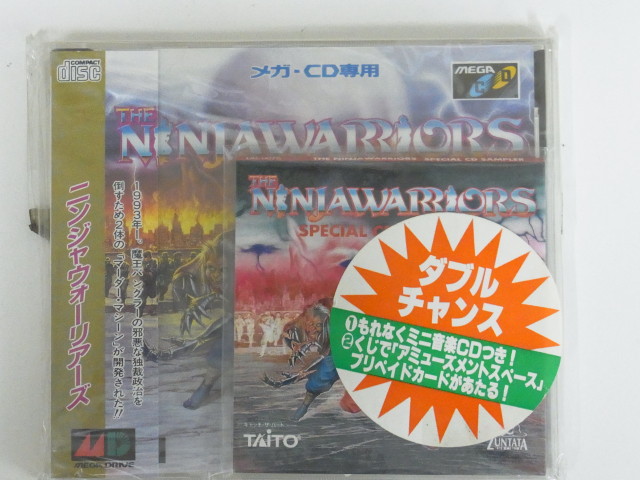 COMPACT
disc
メガ・CD専用
MEGA
CD
THE
NINJAWARRIORS
THE NINJAWARRIORS SPECIAL CD SAMPLER
ニンジャウォーリアーズ
1993年!魔王バングラーの邪悪な独裁政治を
倒すため2体の「マーダー・マシーン」が開発された!!
MD
MEGA DRIVE
THE
NINJAWARRIORS
SPECIAL C
ダブル
チャンス
①もれなくミニ音楽CDつき!
②くじで「アミューズメントスペース」
プリペイドカードがあたる!
TAITO
ZUNTATA